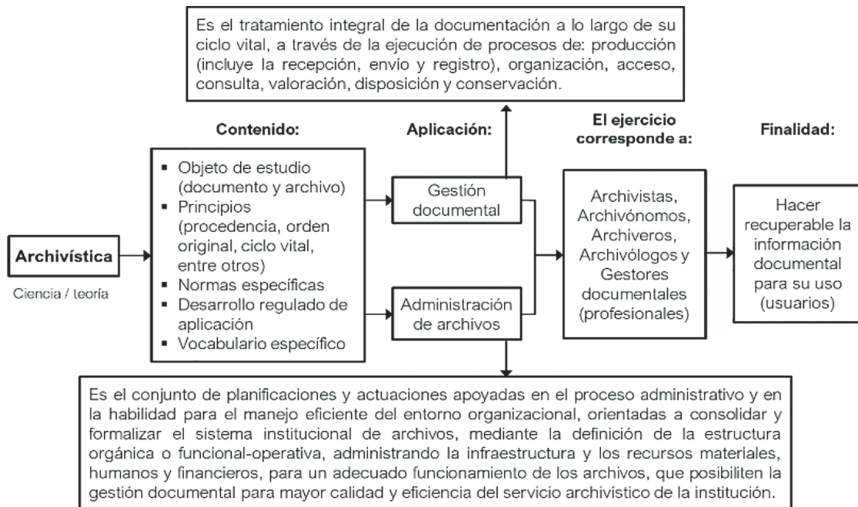 Es el tratamiento integral de la documentación a lo largo de su
ciclo vital, a través de la ejecución de procesos de: producción
(incluye la recepción, envío y registro), organización, acceso,
consulta, valoración, disposición y conservación.
Contenido:
Aplicación:
El ejercicio
corresponde a:
Finalidad:
Archivística
Ciencia / teoría
▪ Objeto de estudio
(documento y archivo)
▪ Principios
(procedencia, orden
original, ciclo vital,
entre otros)
▪ Normas específicas
▪ Desarrollo regulado de
aplicación
▪ Vocabulario específico
Gestión
documental
Administración
de archivos
Archivistas,
Archivónomos,
Archiveros,
Archivólogos y
Gestores
documentales
(profesionales)
Hacer
recuperable la
información
documental
para su uso
(usuarios)
Es el conjunto de planificaciones y actuaciones apoyadas en el proceso administrativo y en
la habilidad para el manejo eficiente del entorno organizacional, orientadas a consolidar y
formalizar el sistema institucional de archivos, mediante la definición de la estructura
orgánica o funcional-operativa, administrando la infraestructura y los recursos materiales,
humanos y financieros, para un adecuado funcionamiento de los archivos, que posibiliten la
gestión documental para mayor calidad y eficiencia del servicio archivístico de la institución.